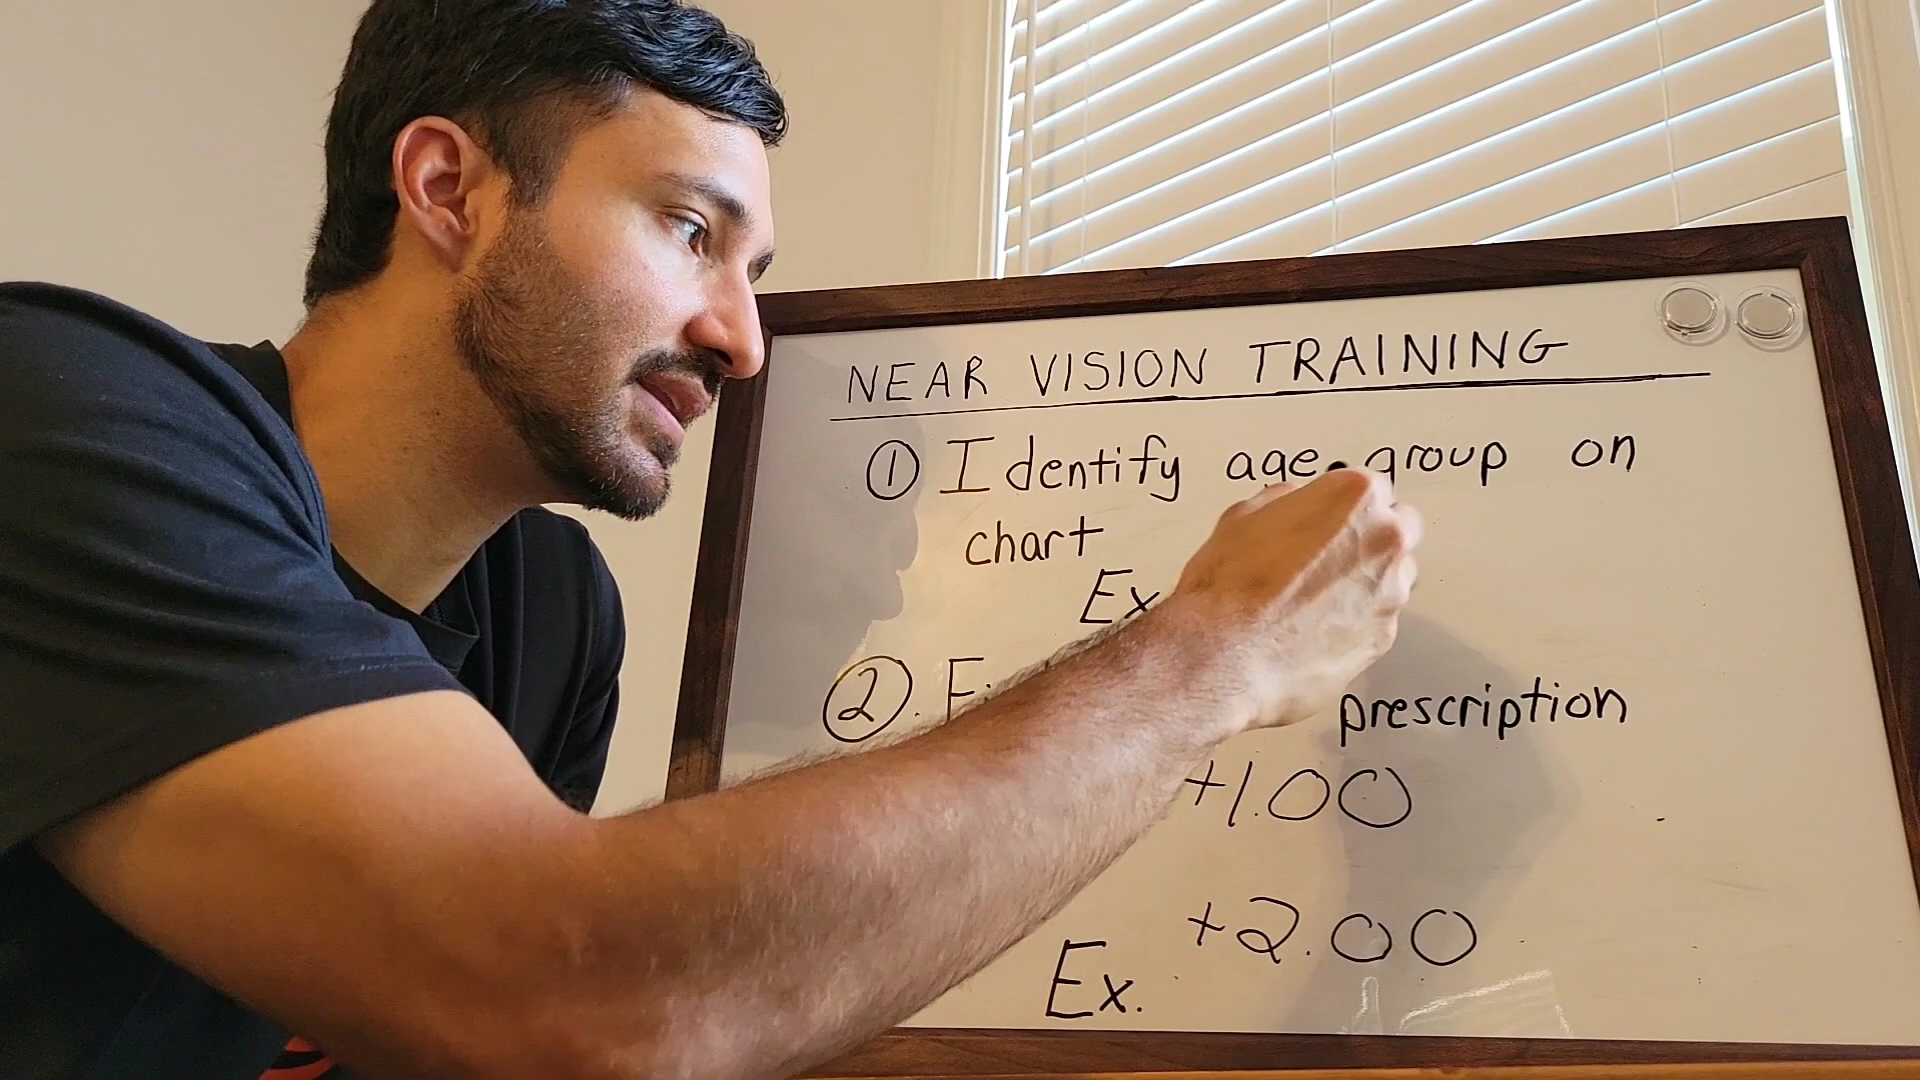 NEAR VISION TRAINING
① Identify age group on
chart
Ex
②. prescription
+1.00
+2.00
Ex.